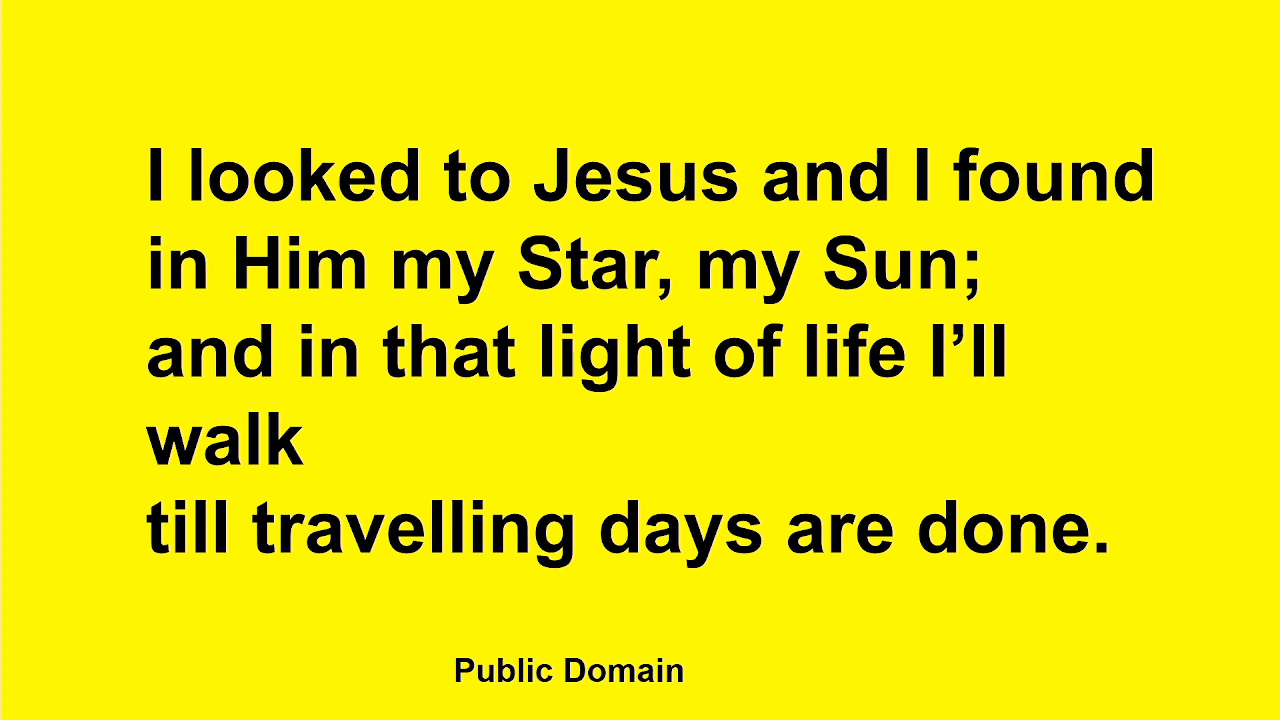 I looked to Jesus and I found
in Him my Star, my Sun;
and in that light of life I’ll
walk
till travelling days are done.
Public Domain